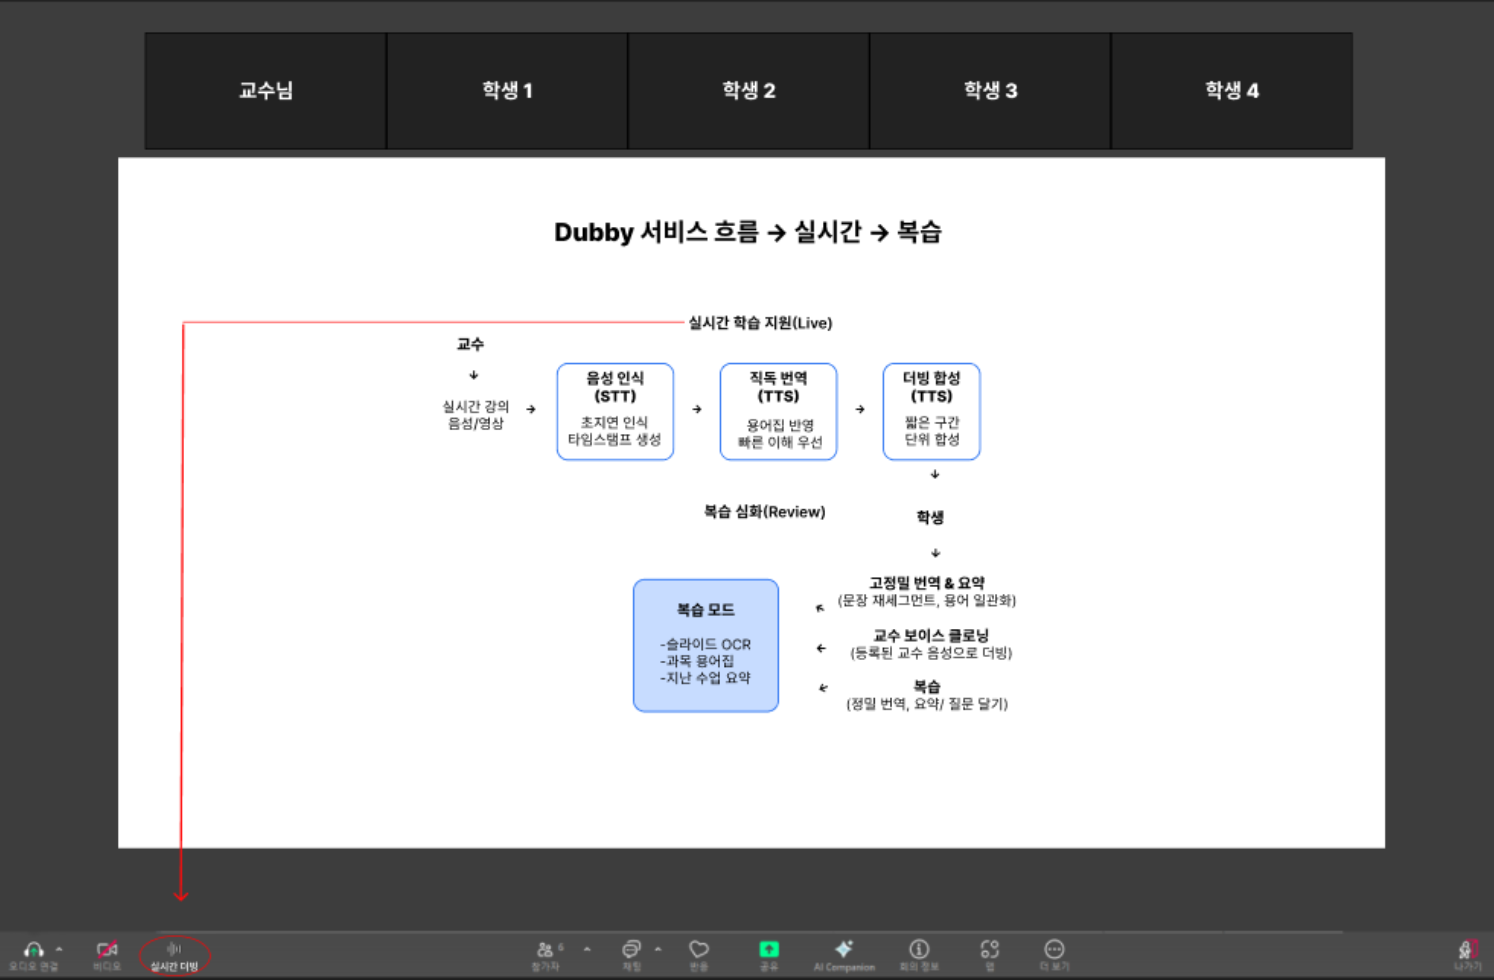 교수님
학생 1
학생 2
학생 3
학생 4
Dubby 서비스 흐름 → 실시간 → 복습
실시간 학습 지원(Live)
교수
↓
실시간 강의
음성/영상
→
음성 인식
(STT)
초지연 인식
타임스탬프 생성
→
직독 번역
(TTS)
용어집 반영
빠른 이해 우선
→
더빙 합성
(TTS)
짧은 구간
단위 합성
↓
복습 심화(Review)
학생
↓
고정밀 번역 & 요약
(문장 재세그먼트, 용어 일관화)
교수 보이스 클로닝
(등록된 교수 음성으로 더빙)
복습
(정밀 번역, 요약/ 질문 달기)
복습 모드
-슬라이드 OCR
-과목 용어집
-지난 수업 요약
오디오 연결
비디오
실시간 더빙
참가자
6
채팅
반응
공유
AI Companion
회의 정보
앱
더 보기
나가기